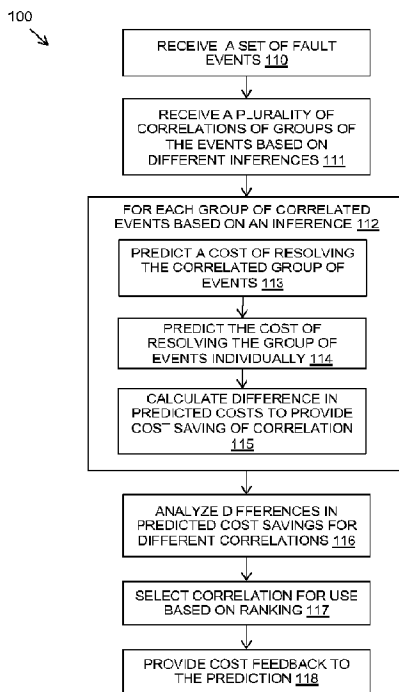 100
RECEIVE A SET OF FAULT
EVENTS 110
RECEIVE A PLURALITY OF
CORRELATIONS OF GROUPS OF
THE EVENTS BASED ON
DIFFERENT INFERENCES 111
FOR EACH GROUP OF CORRELATED
EVENTS BASED ON AN INFERENCE 112
PREDICT A COST OF RESOLVING
THE CORRELATED GROUP OF
EVENTS 113
PREDICT THE COST OF
RESOLVING THE GROUP OF
EVENTS INDIVIDUALLY 114
CALCULATE DIFFERENCE IN
PREDICTED COSTS TO PROVIDE
COST SAVING OF CORRELATION
115
ANALYZE DIFFERENCES IN
PREDICTED COST SAVINGS FOR
DIFFERENT CORRELATIONS 116
SELECT CORRELATION FOR USE
BASED ON RANKING 117
PROVIDE COST FEEDBACK TO
THE PREDICTION 118